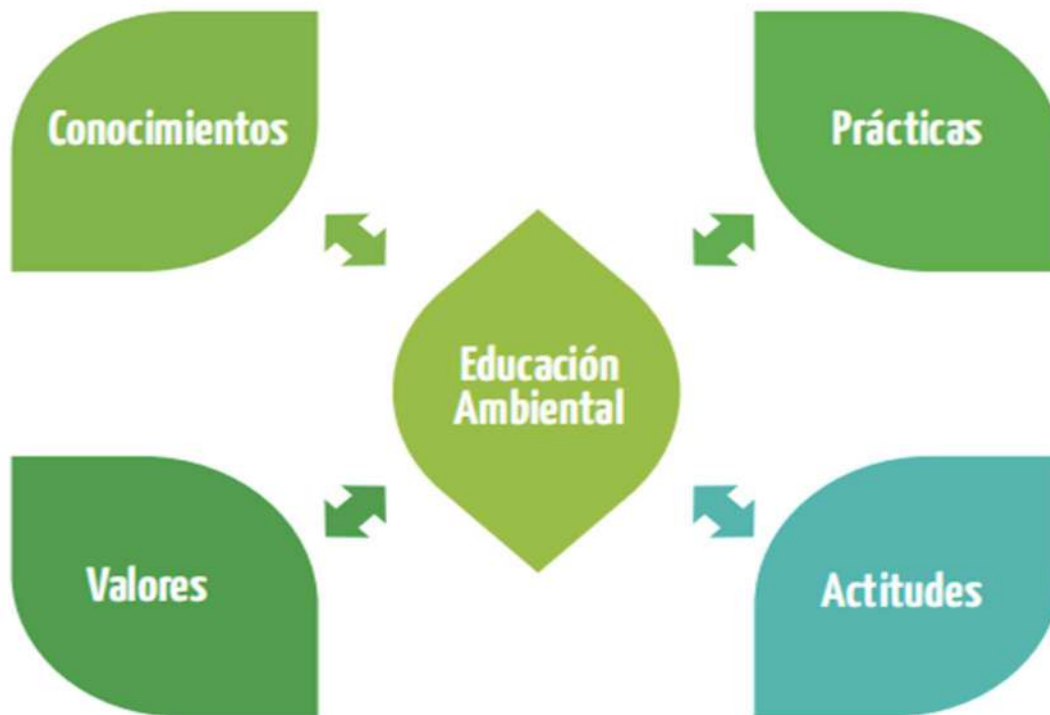 Conocimientos
Prácticas
Educación
Ambiental
Valores
Actitudes